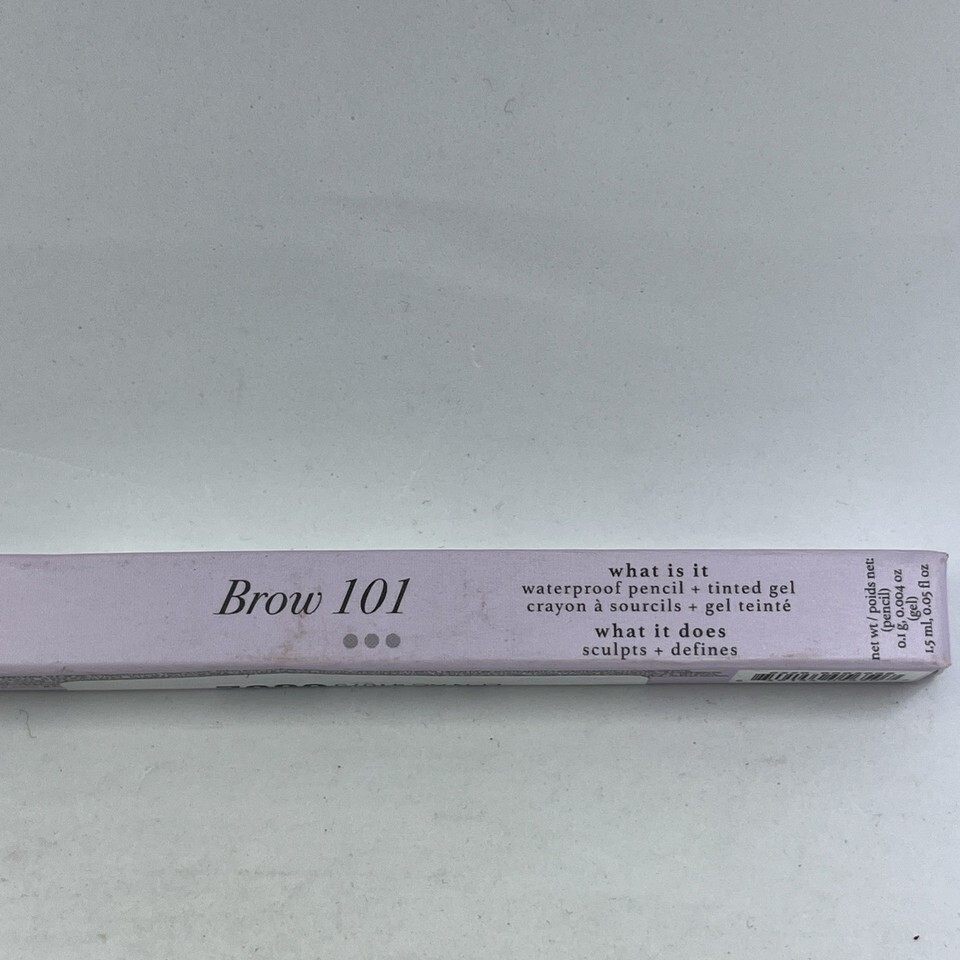 Brow 101
what is it
waterproof pencil + tinted gel
crayon à sourcils + gel teinté
what it does
sculpts + defines
net wt / poids net:
(pencil)
0.1 g, 0.004 oz
(gel)
1.5 ml, 0.05 fl oz